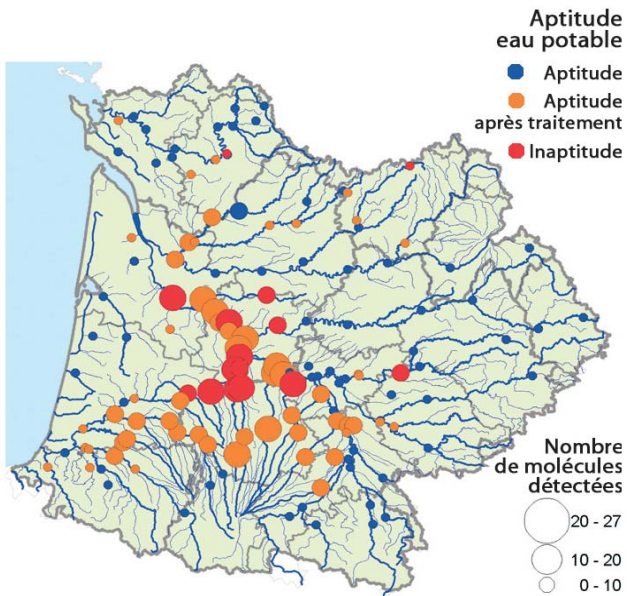 Aptitude
eau potable
Aptitude
Aptitude
après traitement
Inaptitude
Nombre
de molécules
détectées
20 - 27
10 - 20
0 - 10